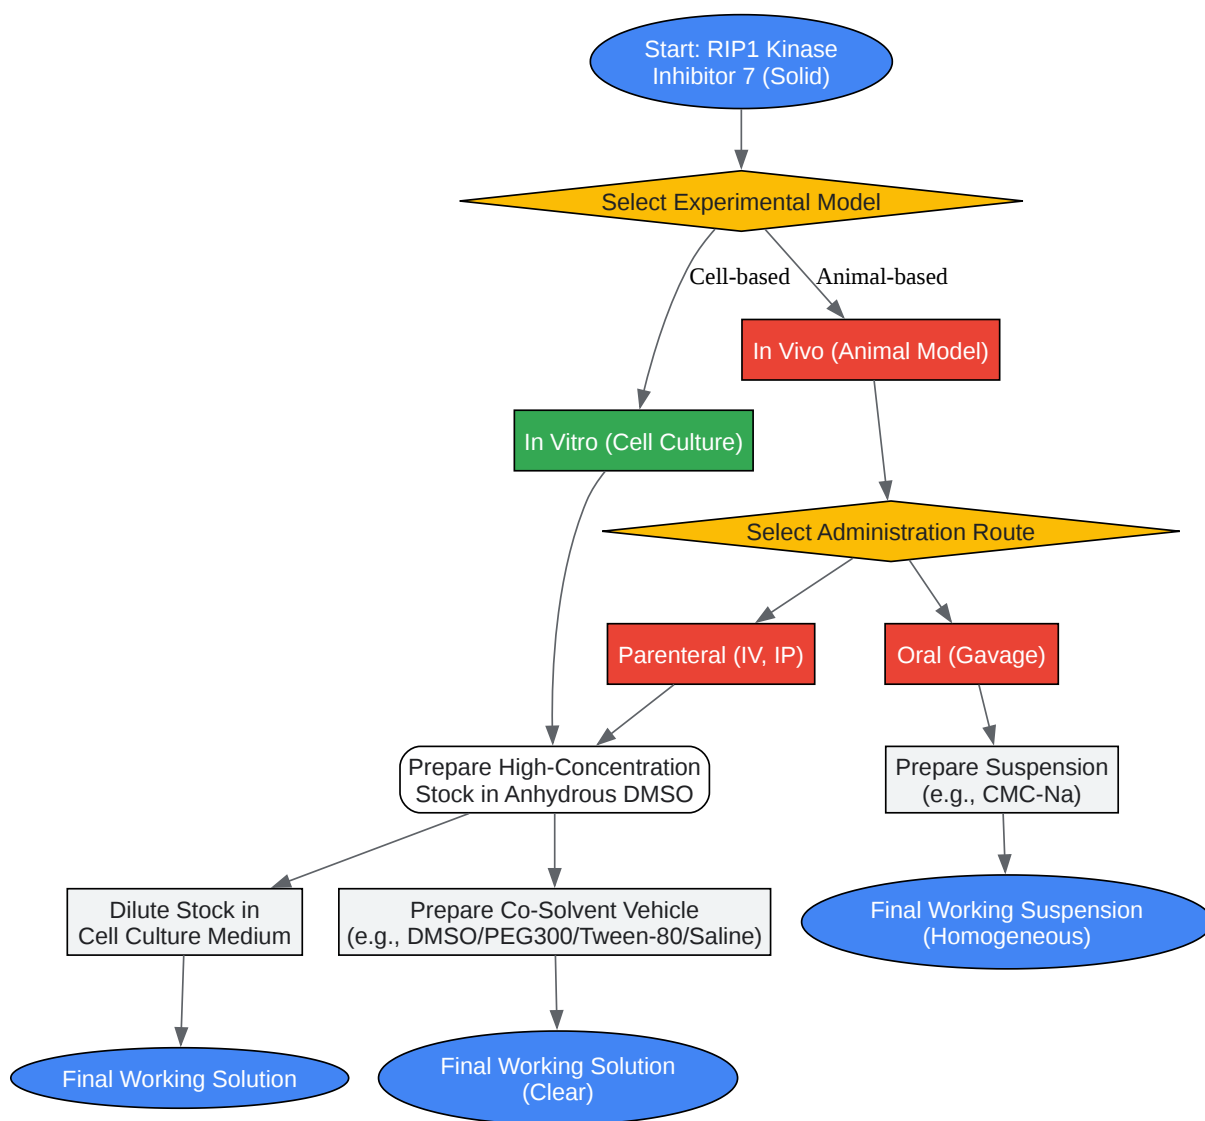 Start: RIP1 Kinase
Inhibitor 7 (Solid)
Select Experimental Model
Cell-based
Animal-based
In Vivo (Animal Model)
In Vitro (Cell Culture)
Select Administration Route
Parenteral (IV, IP)
Oral (Gavage)
Prepare High-Concentration
Stock in Anhydrous DMSO
Prepare Suspension
(e.g., CMC-Na)
Dilute Stock in
Cell Culture Medium
Prepare Co-Solvent Vehicle
(e.g., DMSO/PEG300/Tween-80/Saline)
Final Working Suspension
(Homogeneous)
Final Working Solution
Final Working Solution
(Clear)